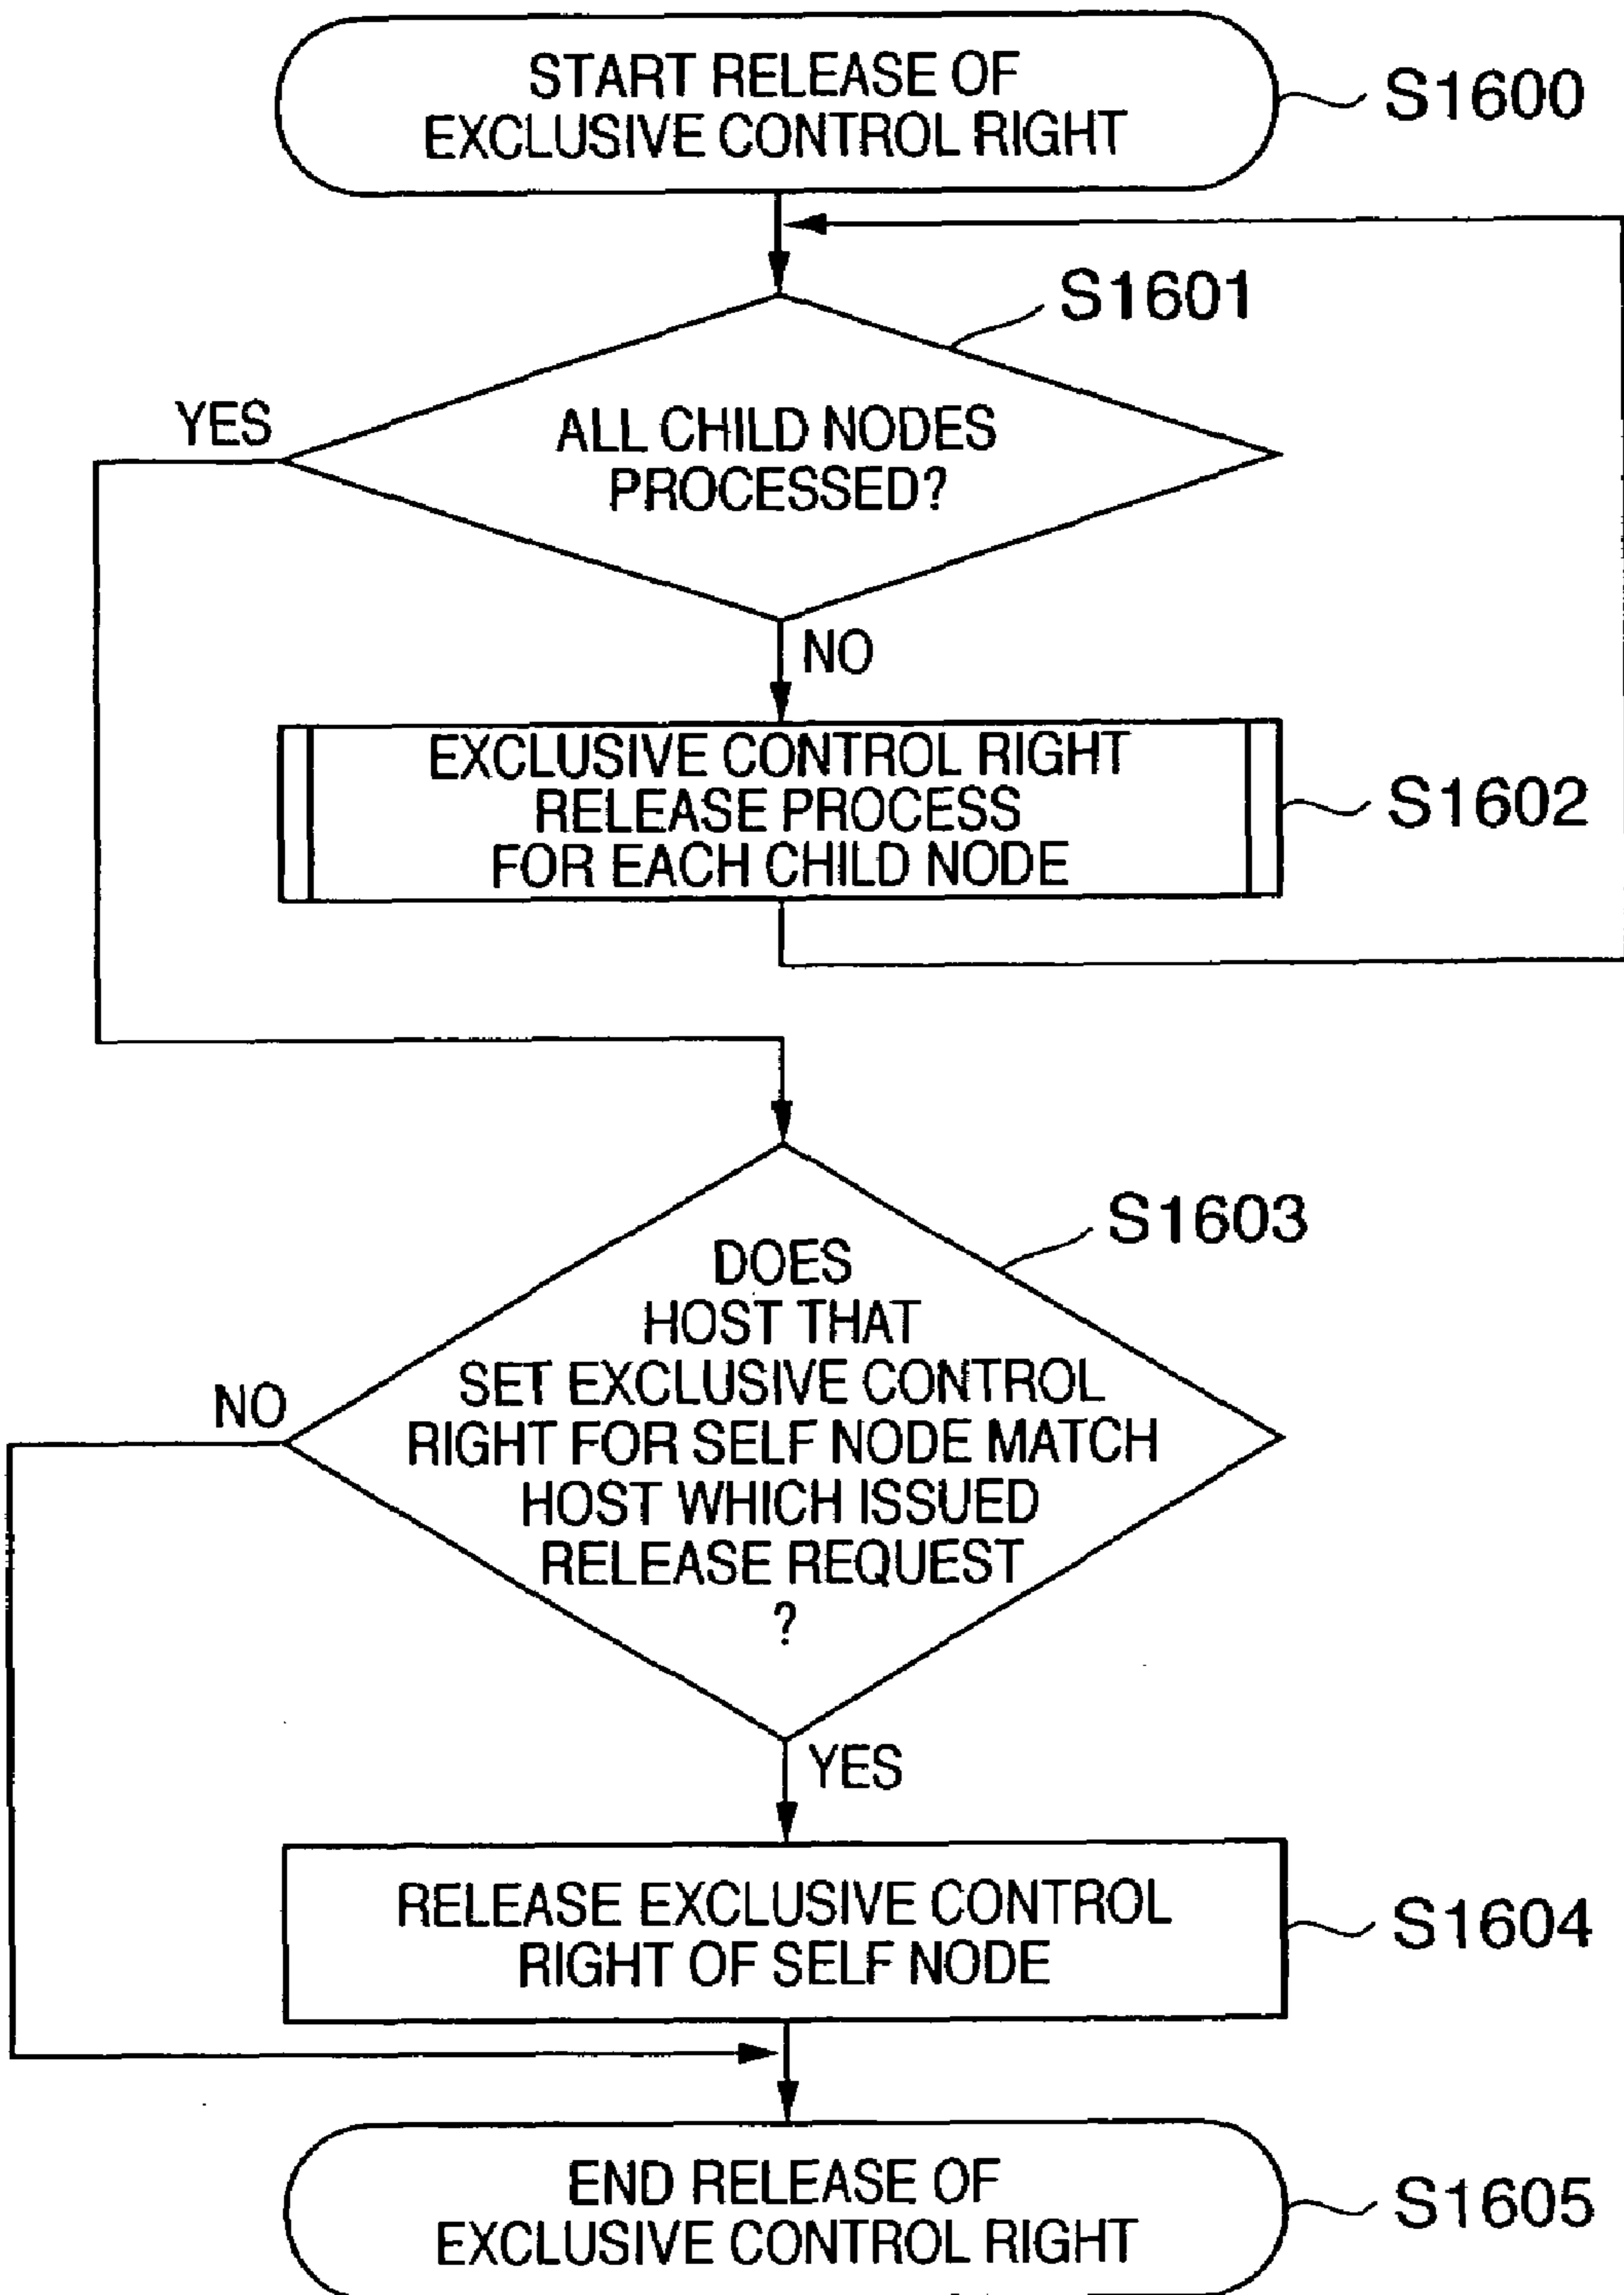 START RELEASE OF
EXCLUSIVE CONTROL RIGHT
S1600
S1601
YES
ALL CHILD NODES
PROCESSED?
NO
EXCLUSIVE CONTROL RIGHT
RELEASE PROCESS
FOR EACH CHILD NODE
S1602
S1603
DOES
HOST THAT
SET EXCLUSIVE CONTROL
RIGHT FOR SELF NODE MATCH
HOST WHICH ISSUED
RELEASE REQUEST
?
NO
YES
RELEASE EXCLUSIVE CONTROL
RIGHT OF SELF NODE
S1604
END RELEASE OF
EXCLUSIVE CONTROL RIGHT
S1605